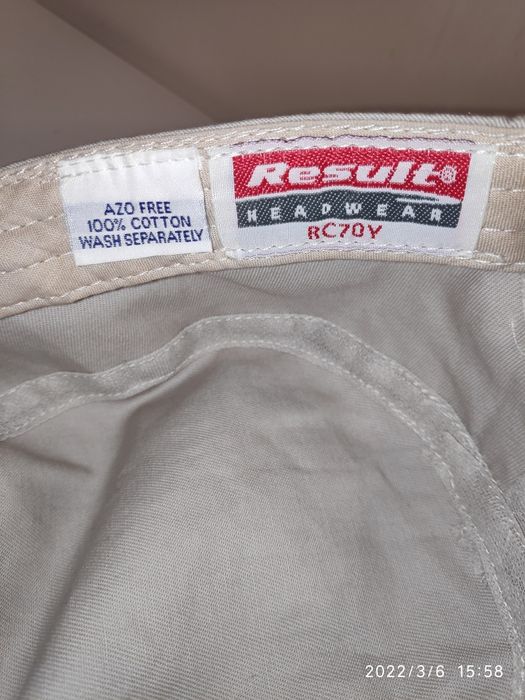 AZO FREE
100% COTTON
WASH SEPARATELY
Result®
HEADWEAR
RC70Y
2022/3/6 15:58